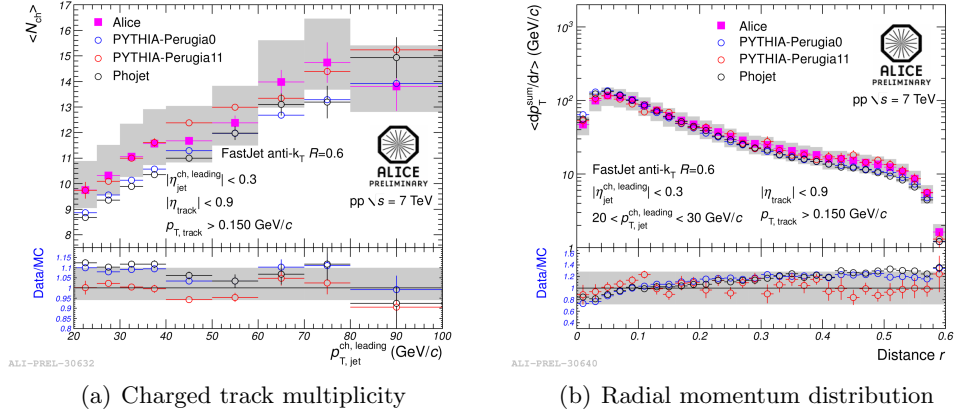 <N_ch>
17
16
15
14
13
12
11
10
9
8
Alice
PYTHIA-Perugia0
PYTHIA-Perugia11
Phojet
ALICE
PRELIMINARY
FastJet anti-k_T R=0.6
|η_jet^{ch, leading}| < 0.3
|η_track| < 0.9
p_{T, track} > 0.150 GeV/c
pp \ s = 7 TeV
Data/MC
1.15
1.1
1.05
1
0.95
0.9
0.85
0.8
20 30 40 50 60 70 80 90 100
p_{T, jet}^{ch, leading} (GeV/c)
ALI-PREL-30632
(a) Charged track multiplicity
<dp_T^{sum}/dr> (GeV/c)
10^3
10^2
10
1
Alice
PYTHIA-Perugia0
PYTHIA-Perugia11
Phojet
ALICE
PRELIMINARY
pp \ s = 7 TeV
FastJet anti-k_T R=0.6
|η_jet^{ch, leading}| < 0.3
|η_track| < 0.9
20 < p_{T, jet}^{ch, leading} < 30 GeV/c
p_{T, track} > 0.150 GeV/c
Data/MC
1.6
1.4
1.2
1
0.8
0.6
0.4
0 0.1 0.2 0.3 0.4 0.5 0.6
Distance r
ALI-PREL-30640
(b) Radial momentum distribution